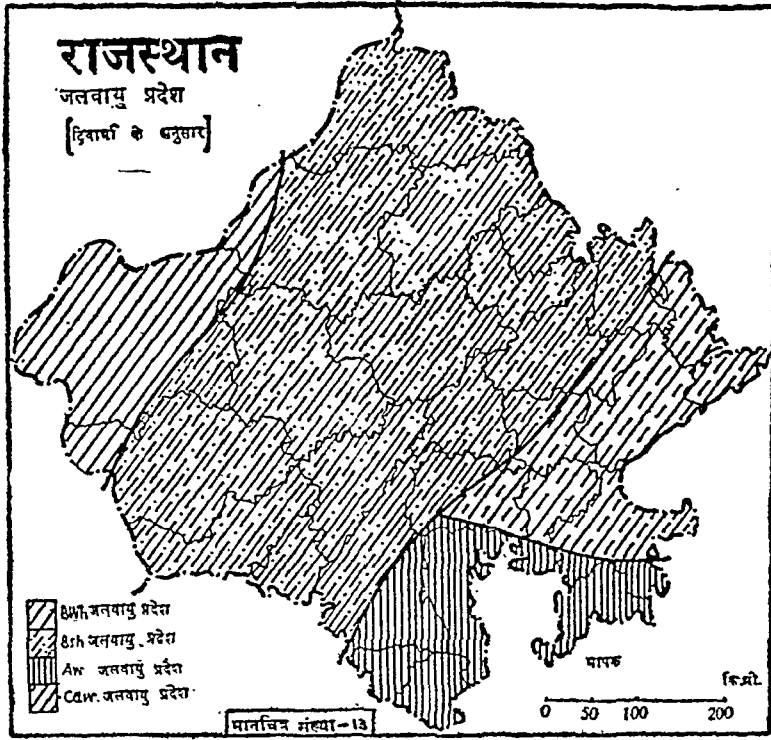 राजस्थान
जलवायु प्रदेश
के अनुसार]
BWh जलवायु प्रदेश
Bsh जलवायु प्रदेश
Aw जलवायु प्रदेश
Caw. जलवायु प्रदेश
मापक
कि.मी.
0 50 100 200
मानचित्र संख्या-13